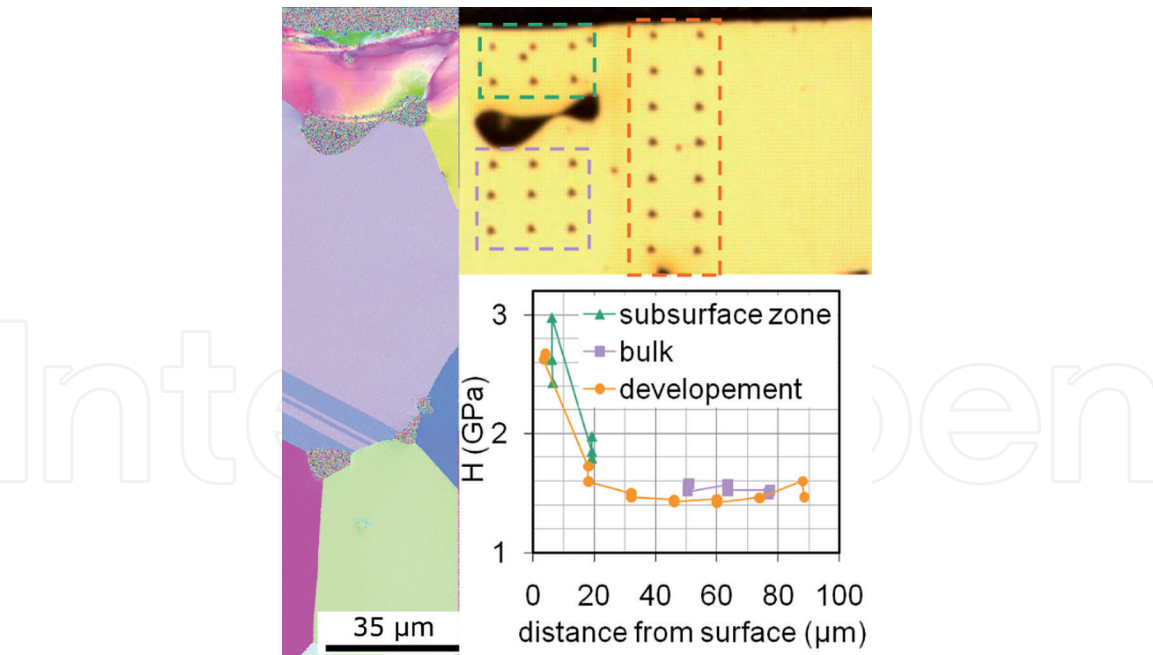 35 µm
3
2
1
H (GPa)
subsurface zone
bulk
developement
0 20 40 60 80 100
distance from surface (µm)